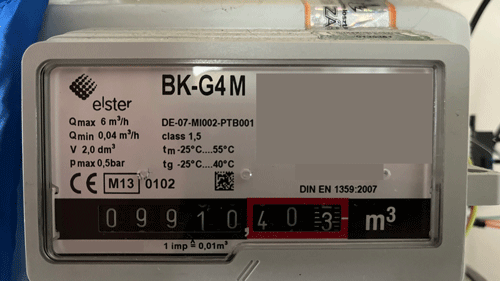 ZA
elster
BK-G4 M
Qmax 6 m³/h
Qmin 0,04 m³/h
V 2,0 dm³
pmax 0,5bar
DE-07-MI002-PTB001
class 1,5
tm -25°C....55°C
tg -25°C....40°C
CE M13 0102
DIN EN 1359:2007
09910,403 m³
1 imp ≙ 0,01m³